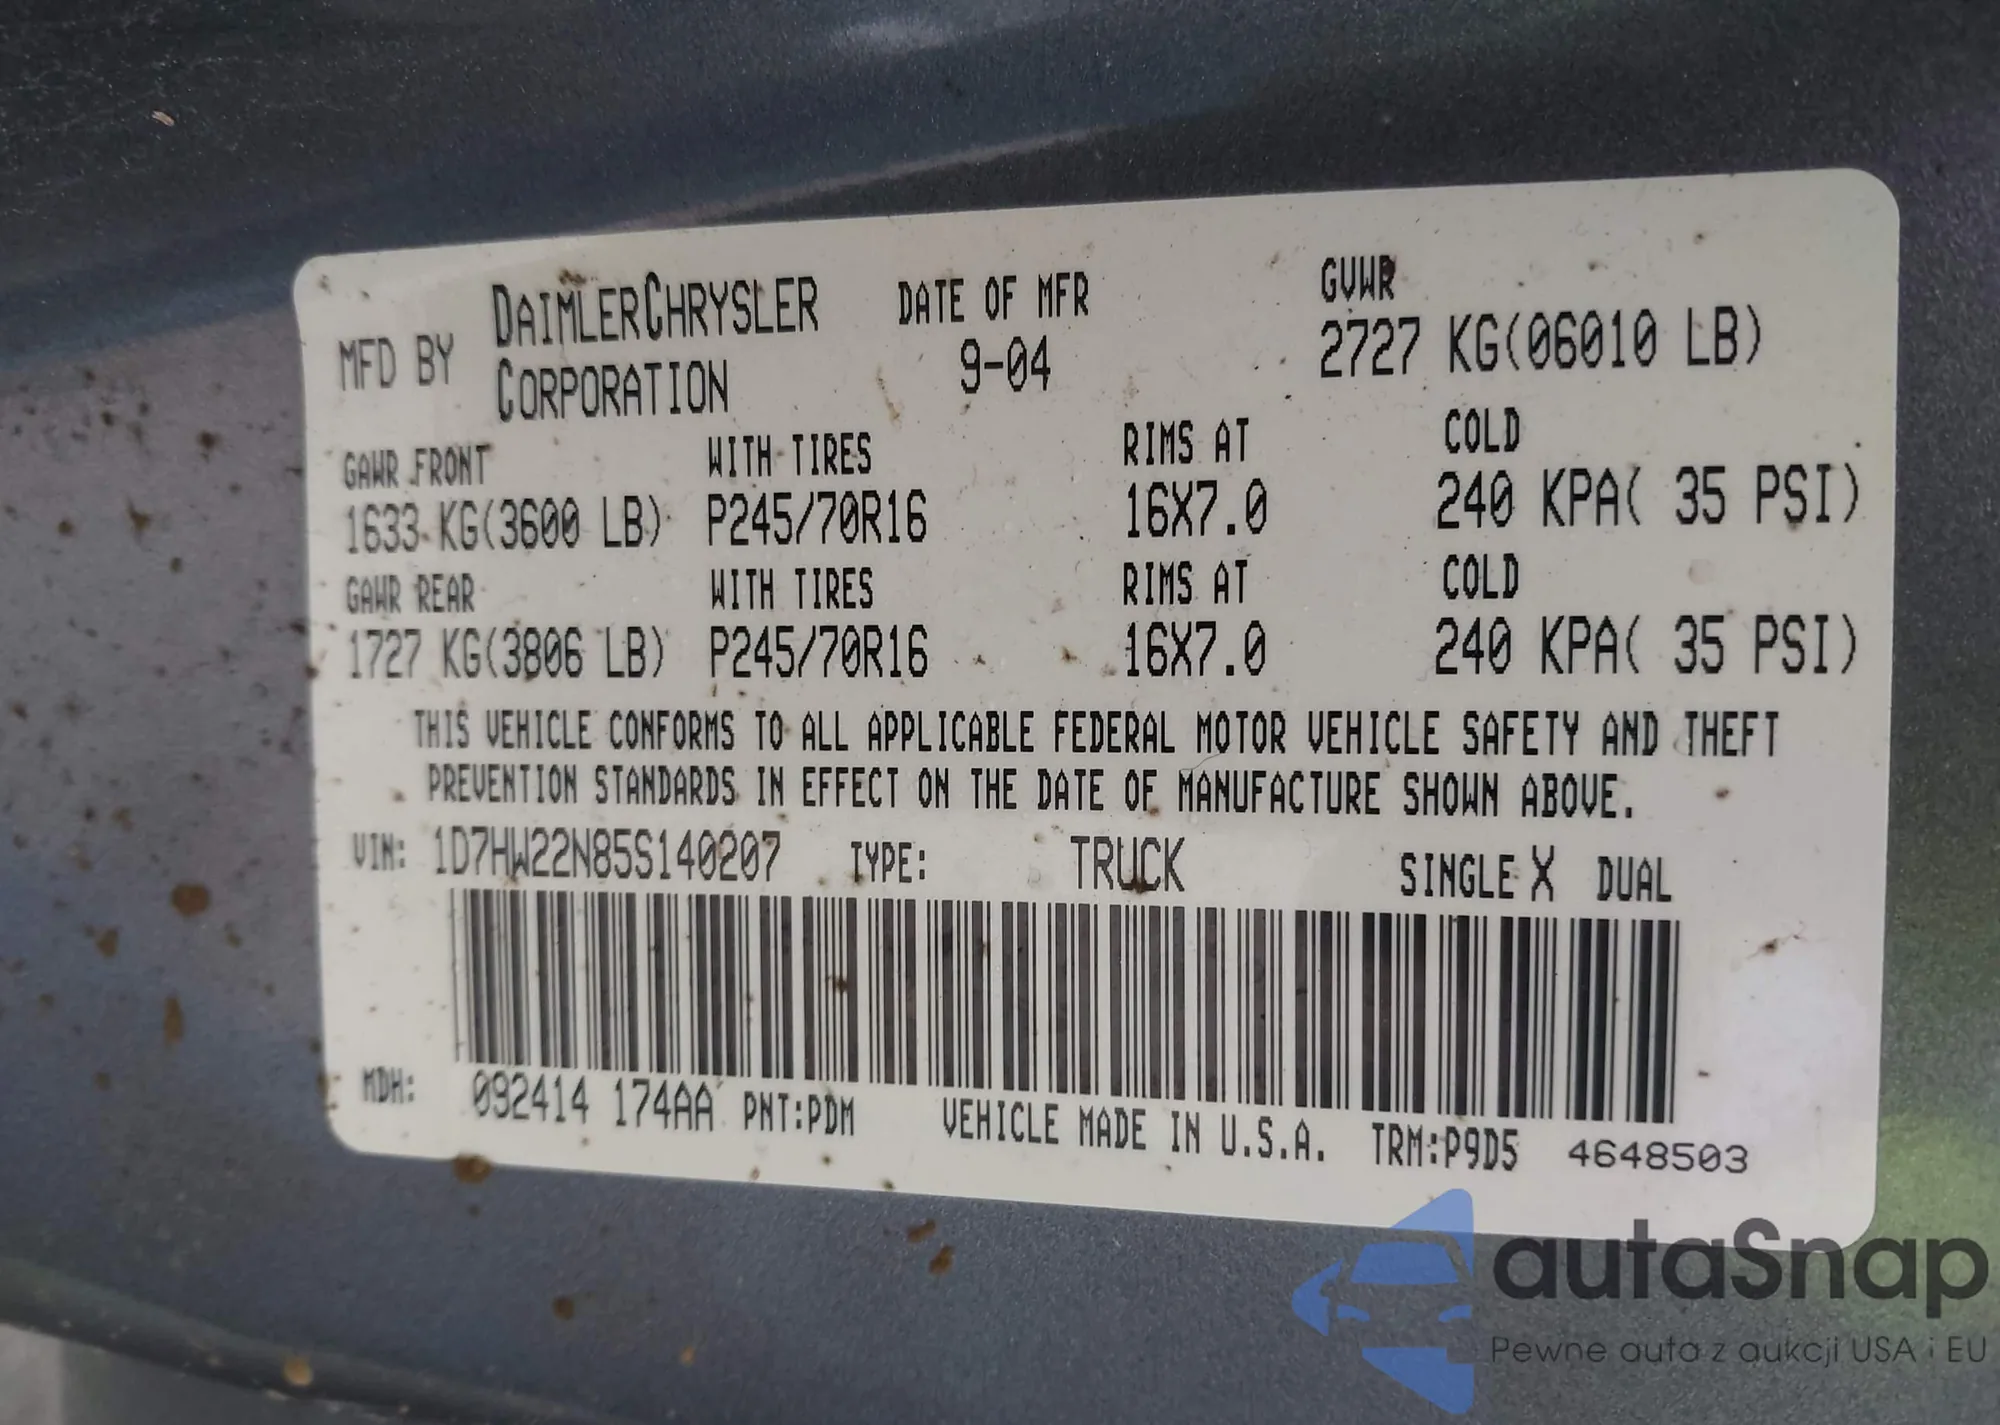 MFD BY DAIMLERCHRYSLER CORPORATION DATE OF MFR 9-04 GVWR 2727 KG(06010 LB)
GAWR FRONT WITH TIRES RIMS AT COLD
1633 KG(3600 LB) P245/70R16 16X7.0 240 KPA( 35 PSI)
GAWR REAR WITH TIRES RIMS AT COLD
1727 KG(3806 LB) P245/70R16 16X7.0 240 KPA( 35 PSI)
THIS VEHICLE CONFORMS TO ALL APPLICABLE FEDERAL MOTOR VEHICLE SAFETY AND THEFT
PREVENTION STANDARDS IN EFFECT ON THE DATE OF MANUFACTURE SHOWN ABOVE.
VIN: 1D7HW22N85S140207 TYPE: TRUCK SINGLE X DUAL
MDH: 092414 174AA PNT:PDM VEHICLE MADE IN U.S.A. TRM:P9D5 4648503
autaSnap
Pewne auta z aukcji USA i EU